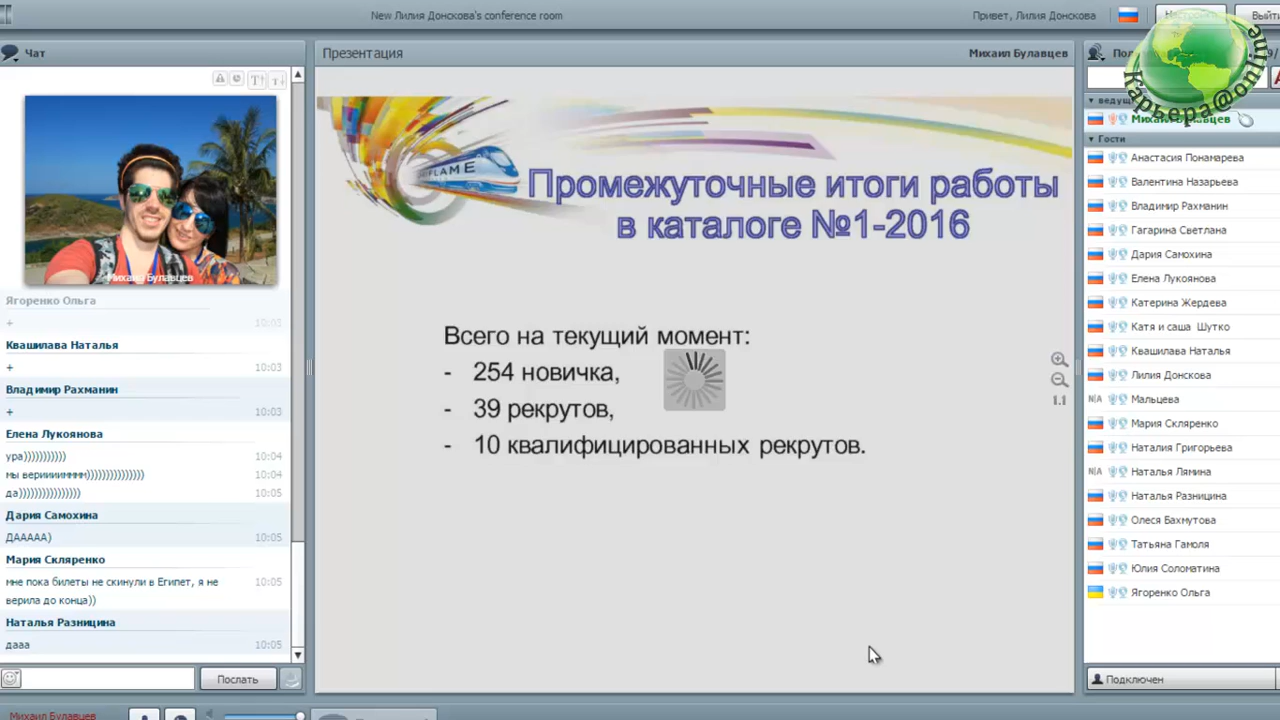 New Лилия Донскова's conference room
Привет, Лилия Донскова
Чат
Михаил Булавцев
Ягоренко Ольга
+ 10:03
Квашилава Наталья
+ 10:03
Владимир Рахманин
+ 10:03
Елена Лукоянова
ура))))))))))) 10:04
мы вериииимммм))))))))))))))) 10:04
да)))))))))))))))) 10:05
Дария Самохина
ДААААА) 10:05
Мария Скляренко
мне пока билеты не скинули в Египет, я не 10:05
верила до конца))
Наталья Разницина
дааа 10:05
Послать
Михаил Булавцев
Презентация
Михаил Булавцев
Промежуточные итоги работы
в каталоге №1-2016
Всего на текущий момент:
- 254 новичка,
- 39 рекрутов,
- 10 квалифицированных рекрутов.
1.1
Карьера@online
Михаил Булавцев
Гости
Анастасия Понамарева
Валентина Назарьева
Владимир Рахманин
Гагарина Светлана
Дария Самохина
Елена Лукоянова
Катерина Жердева
Катя и саша Шутко
Квашилава Наталья
Лилия Донскова
N/A Мальцева
Мария Скляренко
Наталия Григорьева
N/A Наталья Лямина
Наталья Разницина
Олеся Бахмутова
Татьяна Гамоля
Юлия Соломатина
Ягоренко Ольга
Подключен